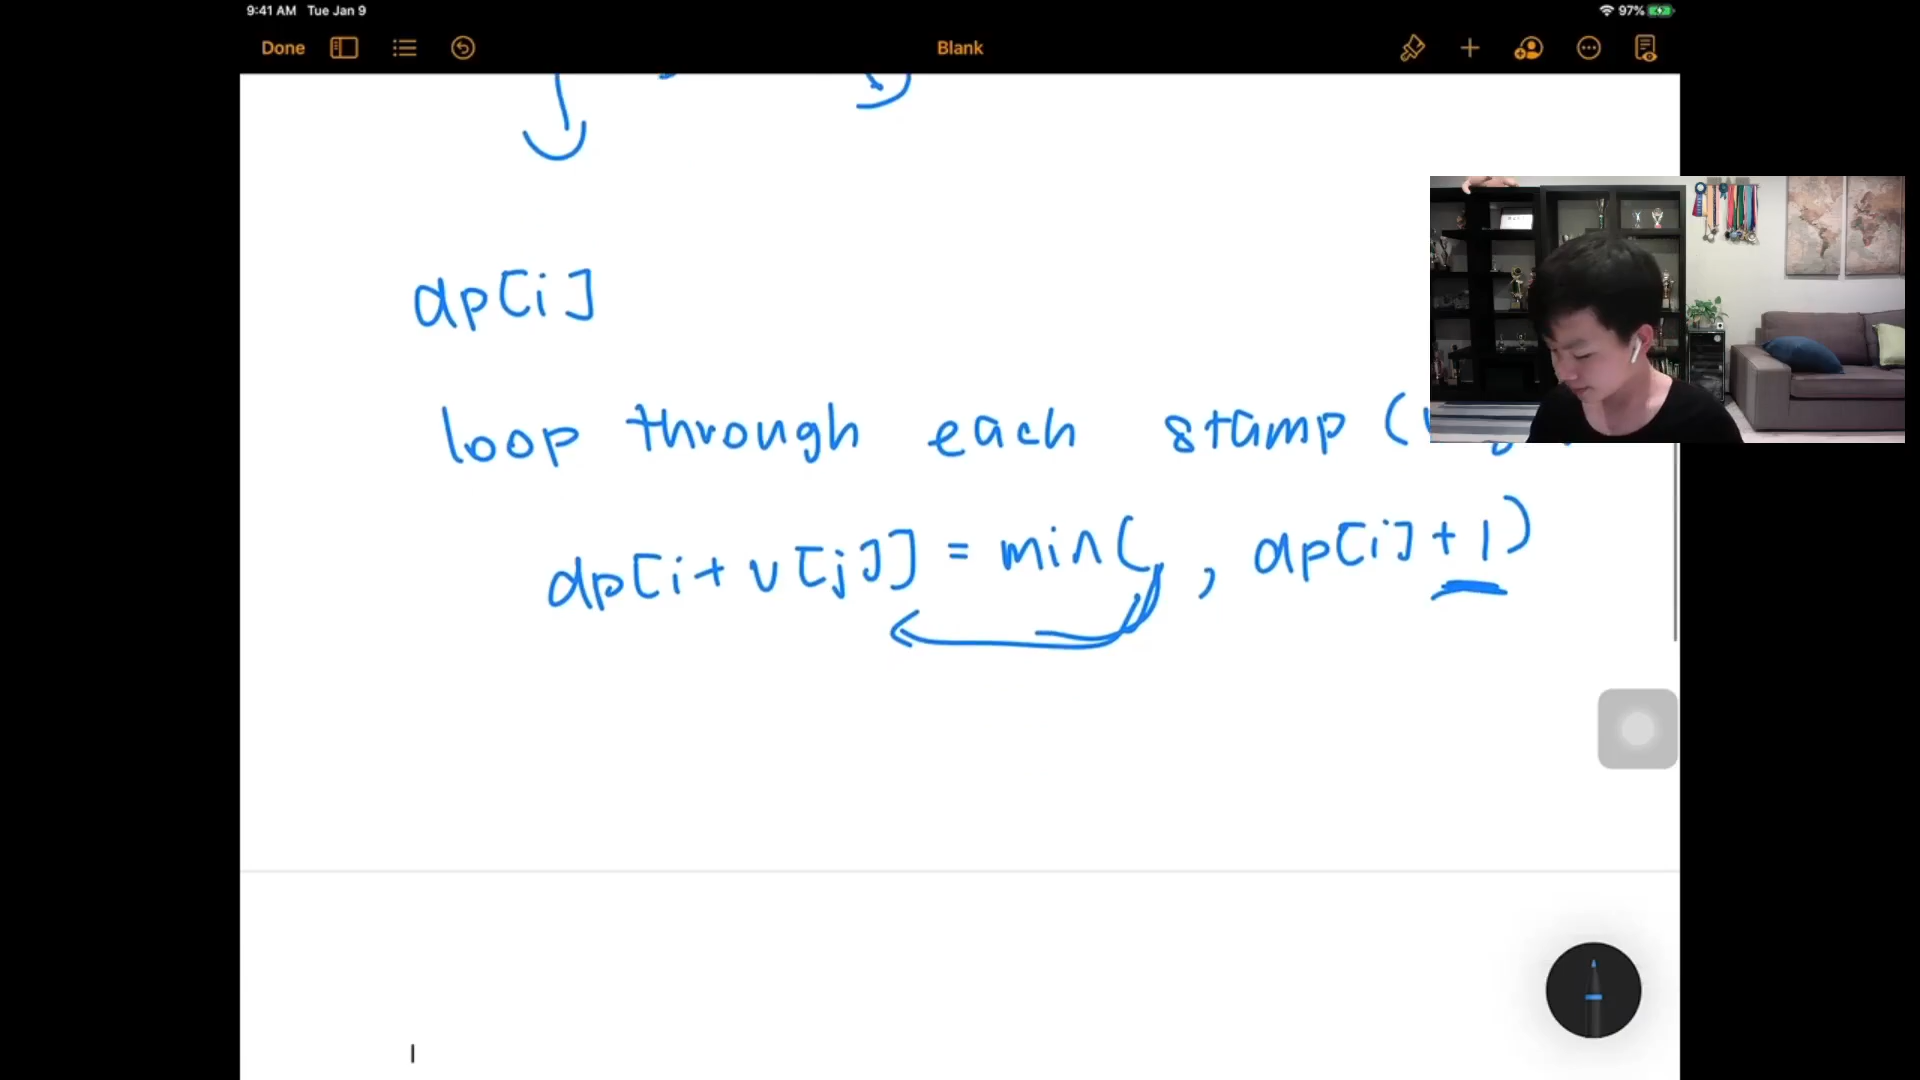 9:41 AM Tue Jan 9
97%
Done
Blank
dp[i]
loop through each stamp (
dp[i+v[j]] = min( , dp[i]+1)